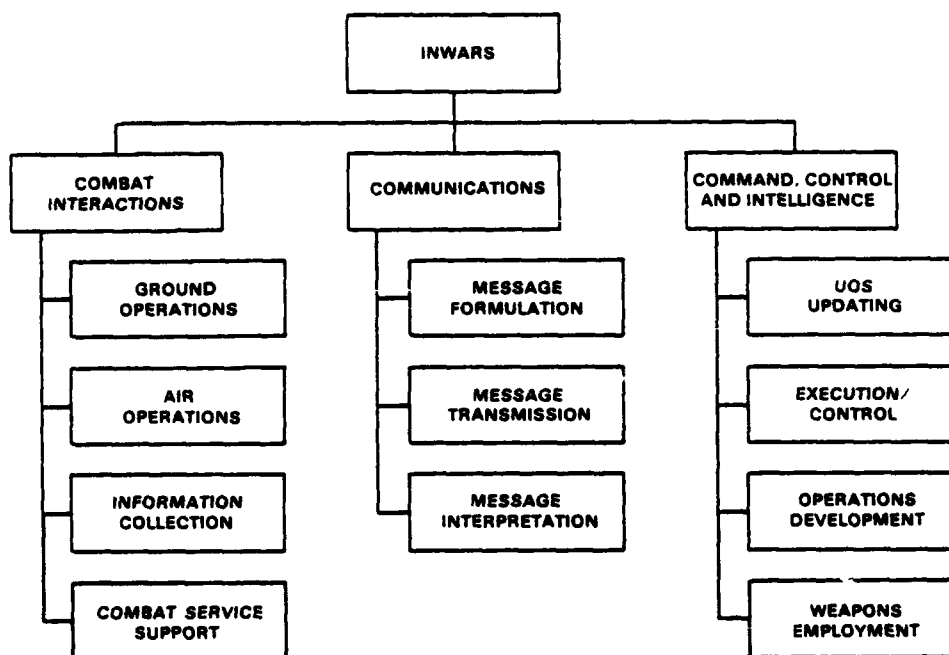 INWARS
COMBAT
INTERACTIONS
COMMUNICATIONS
COMMAND, CONTROL
AND INTELLIGENCE
GROUND
OPERATIONS
AIR
OPERATIONS
INFORMATION
COLLECTION
COMBAT SERVICE
SUPPORT
MESSAGE
FORMULATION
MESSAGE
TRANSMISSION
MESSAGE
INTERPRETATION
UOS
UPDATING
EXECUTION/
CONTROL
OPERATIONS
DEVELOPMENT
WEAPONS
EMPLOYMENT